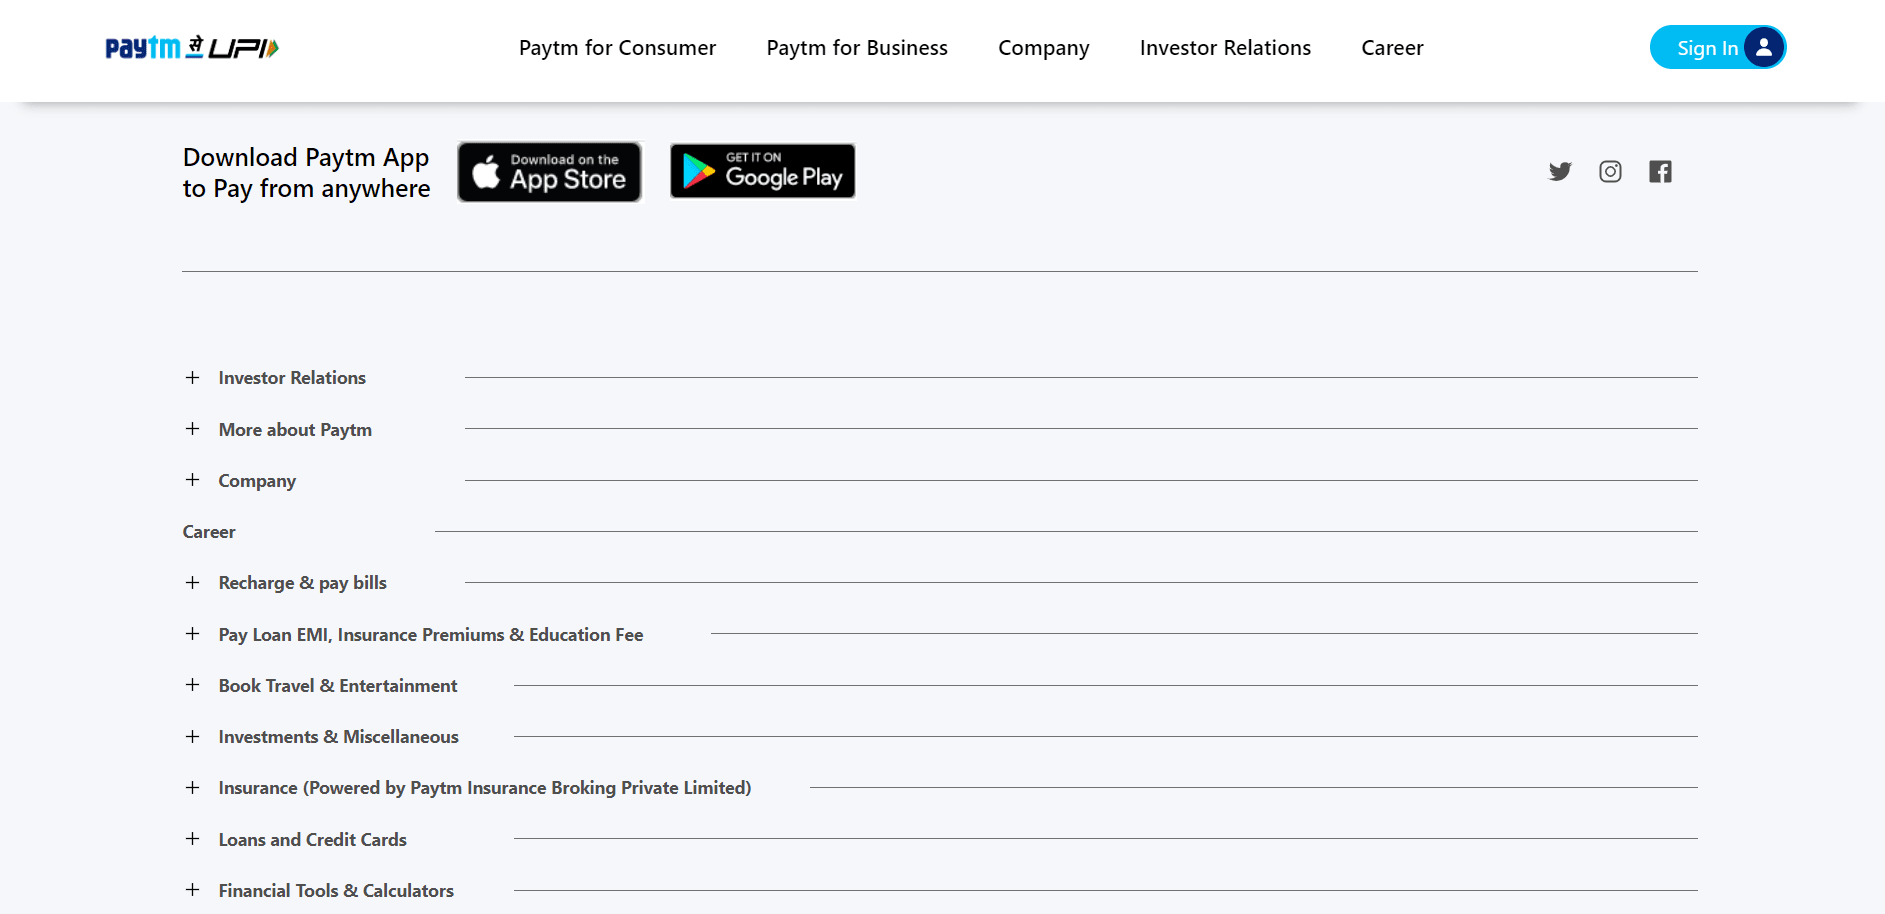 paytm से UPI
Paytm for Consumer
Paytm for Business
Company
Investor Relations
Career
Sign In
Download Paytm App
to Pay from anywhere
Download on the
App Store
GET IT ON
Google Play
Investor Relations
More about Paytm
Company
Career
Recharge & pay bills
Pay Loan EMI, Insurance Premiums & Education Fee
Book Travel & Entertainment
Investments & Miscellaneous
Insurance (Powered by Paytm Insurance Broking Private Limited)
Loans and Credit Cards
Financial Tools & Calculators